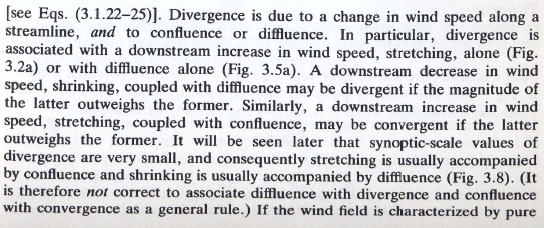 [see Eqs. (3.1.22–25)]. Divergence is due to a change in wind speed along a
streamline, and to confluence or diffluence. In particular, divergence is
associated with a downstream increase in wind speed, stretching, alone (Fig.
3.2a) or with diffluence alone (Fig. 3.5a). A downstream decrease in wind
speed, shrinking, coupled with diffluence may be divergent if the magnitude of
the latter outweighs the former. Similarly, a downstream increase in wind
speed, stretching, coupled with confluence, may be convergent if the latter
outweighs the former. It will be seen later that synoptic-scale values of
divergence are very small, and consequently stretching is usually accompanied
by confluence and shrinking is usually accompanied by diffluence (Fig. 3.8). (It
is therefore not correct to associate diffluence with divergence and confluence
with convergence as a general rule.) If the wind field is characterized by pure